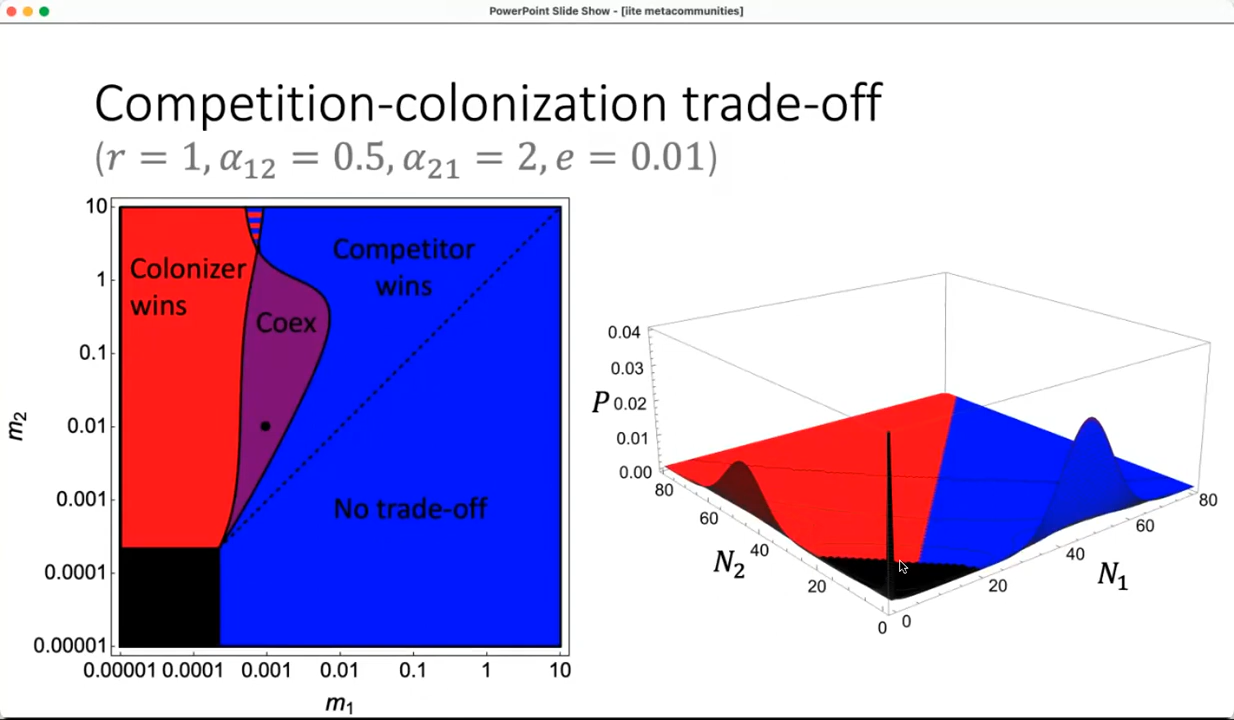 PowerPoint Slide Show - [iite metacommunities]
Competition-colonization trade-off
(r = 1, α₁₂ = 0.5, α₂₁ = 2, e = 0.01)
10
1
0.1
0.01
0.001
0.0001
0.00001
m₂
Colonizer
wins
Competitor
wins
Coex
No trade-off
0.00001 0.0001 0.001 0.01 0.1 1 10
m₁
0.04
0.03
P 0.02
0.01
0.00
80
60
40
20
0
N₂
0
20
40
60
80
N₁